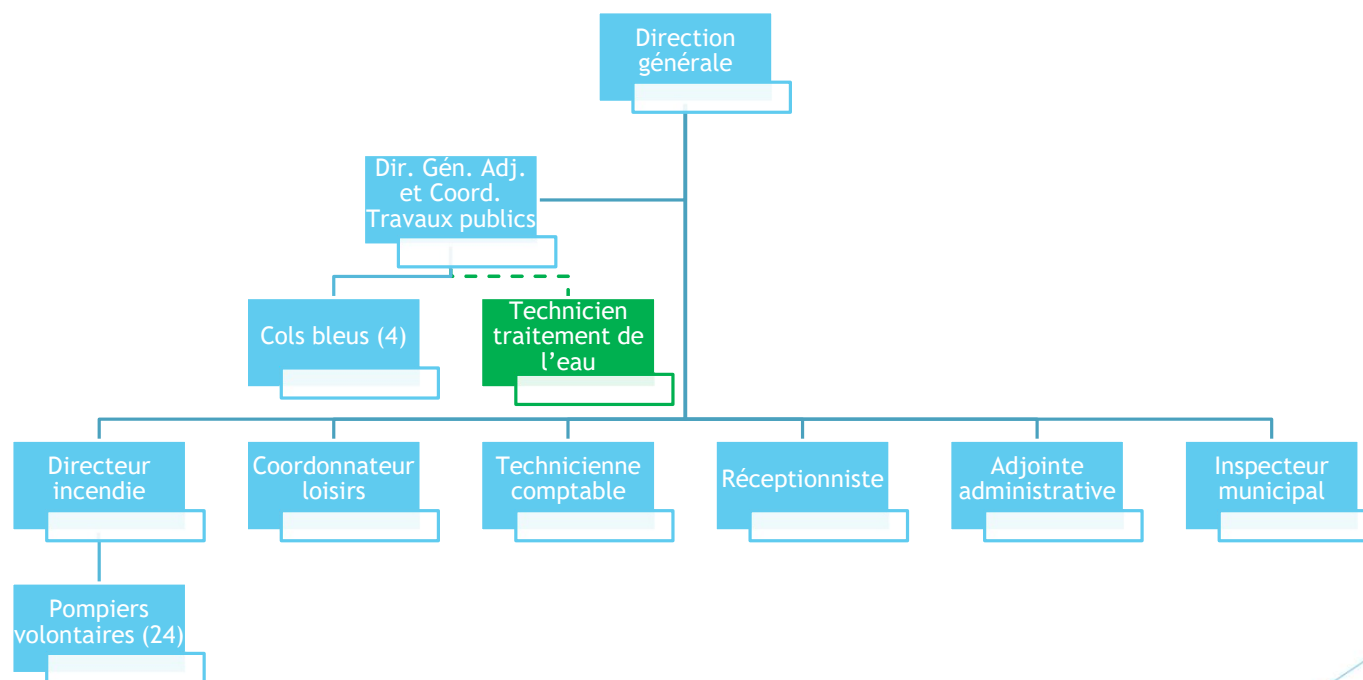 Direction
générale
Dir. Gén. Adj.
et Coord.
Travaux publics
Cols bleus (4)
Technicien
traitement de
l'eau
Directeur
incendie
Coordonnateur
loisirs
Technicienne
comptable
Réceptionniste
Adjointe
administrative
Inspecteur
municipal
Pompiers
volontaires (24)